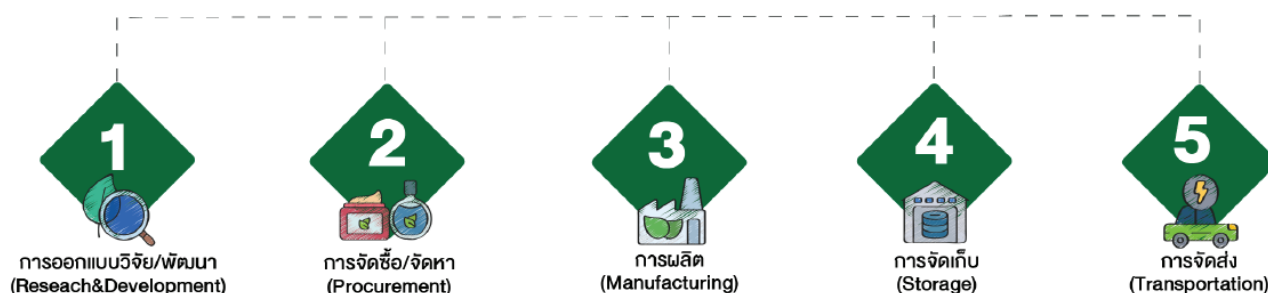 1
การออกแบบวิจัย/พัฒนา
(Reseach&Development)
2
การจัดซื้อ/จัดหา
(Procurement)
3
การผลิต
(Manufacturing)
4
การจัดเก็บ
(Storage)
5
การจัดส่ง
(Transportation)